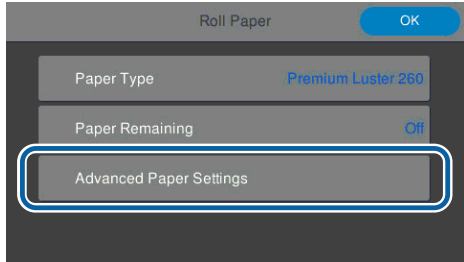 Roll Paper
OK
Paper Type Premium Luster 260
Paper Remaining Off
Advanced Paper Settings